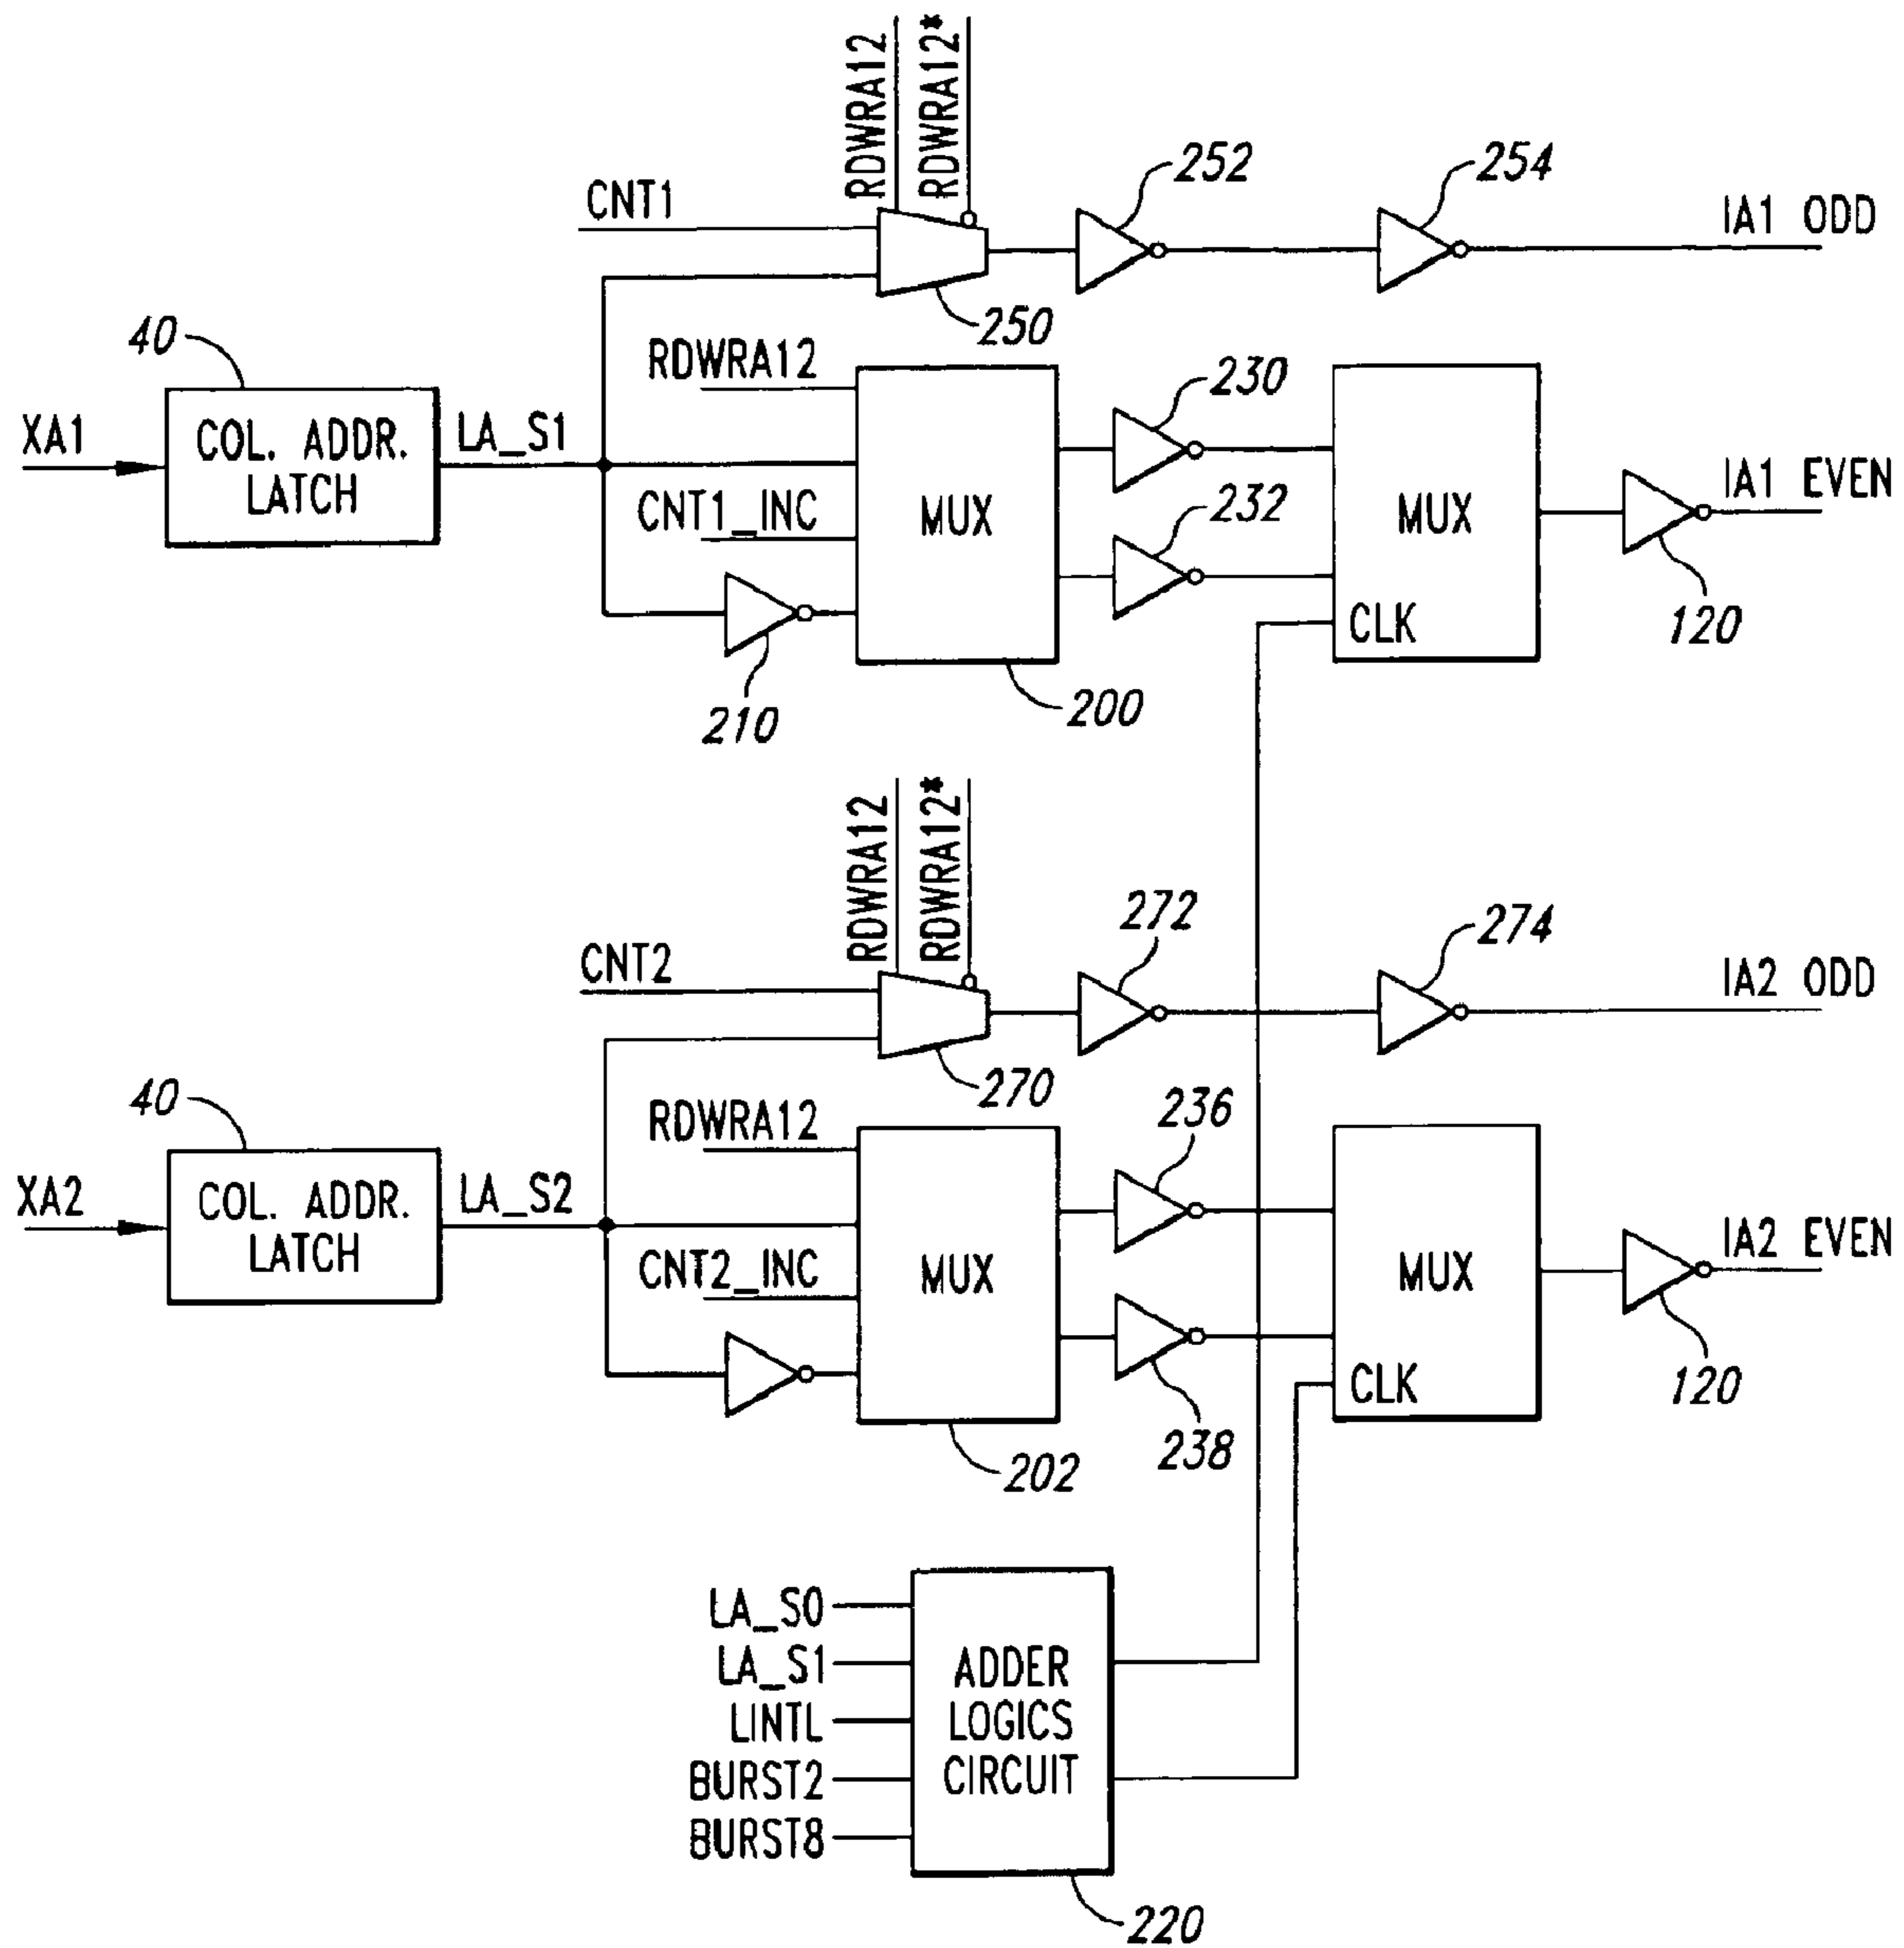 RDWRA12
RDWRA12*
CNT1
252
254
IA1 ODD
250
40
XA1
COL. ADDR.
LATCH
LA_S1
RDWRA12
CNT1_INC
210
MUX
200
230
232
MUX
CLK
IA1 EVEN
120
RDWRA12
RDWRA12*
CNT2
272
274
IA2 ODD
270
40
XA2
COL. ADDR.
LATCH
LA_S2
RDWRA12
CNT2_INC
MUX
202
236
238
MUX
CLK
IA2 EVEN
120
LA_S0
LA_S1
LINTL
BURST2
BURST8
ADDER
LOGICS
CIRCUIT
220